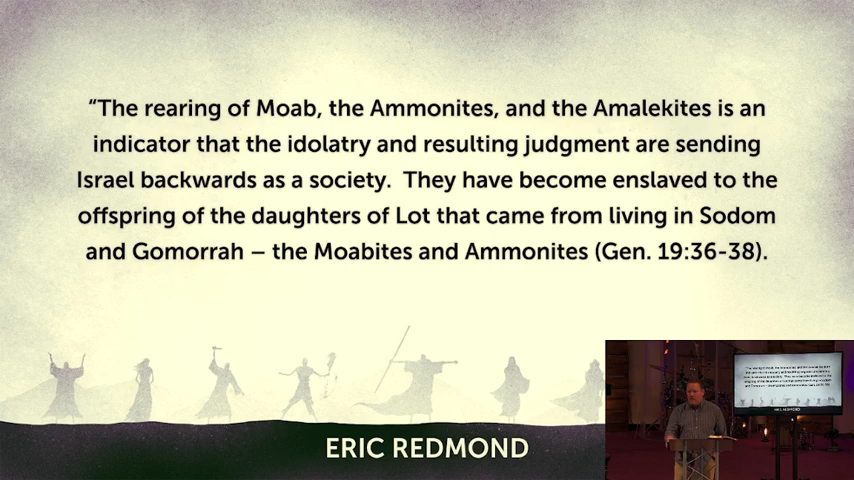 “The rearing of Moab, the Ammonites, and the Amalekites is an
indicator that the idolatry and resulting judgment are sending
Israel backwards as a society.  They have become enslaved to the
offspring of the daughters of Lot that came from living in Sodom
and Gomorrah – the Moabites and Ammonites (Gen. 19:36-38).
ERIC REDMOND